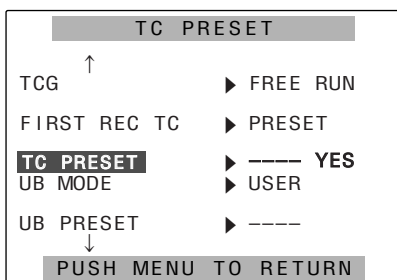 TC PRESET
↑
TCG ▶ FREE RUN
FIRST REC TC ▶ PRESET
TC PRESET ▶ ---- YES
UB MODE ▶ USER
UB PRESET ▶ ----
↓
PUSH MENU TO RETURN